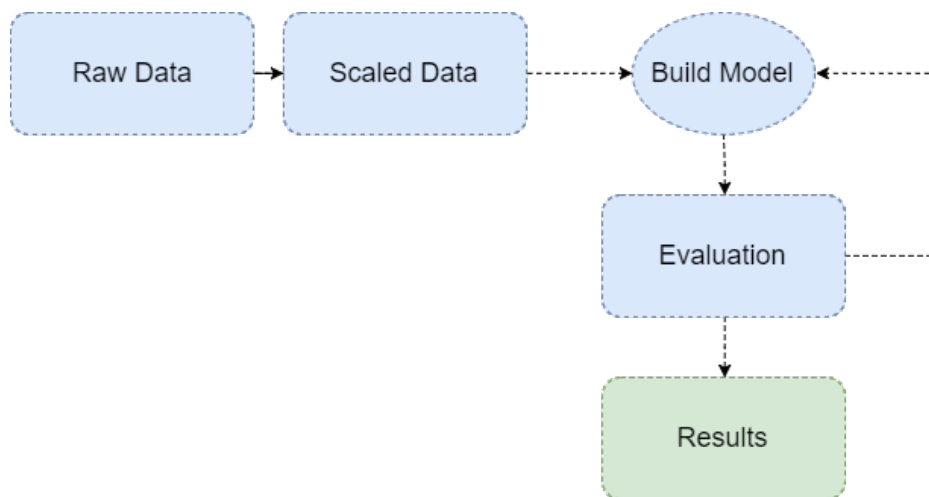 Raw Data
Scaled Data
Build Model
Evaluation
Results